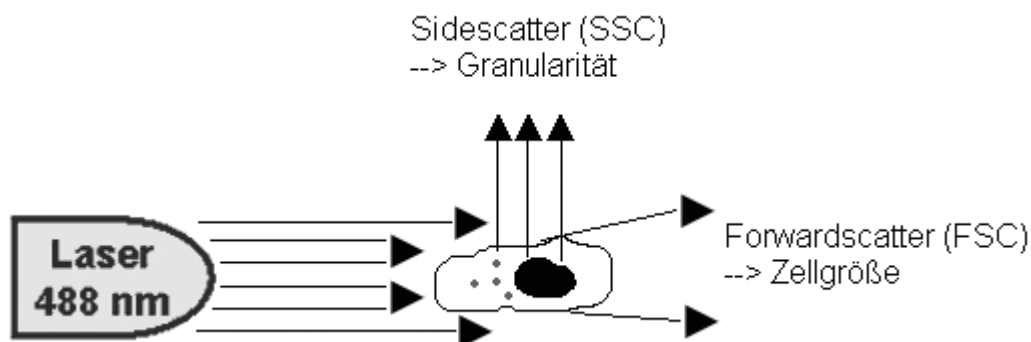 Sidescatter (SSC)
--> Granularität
Laser
488 nm
Forwardscatter (FSC)
--> Zellgröße